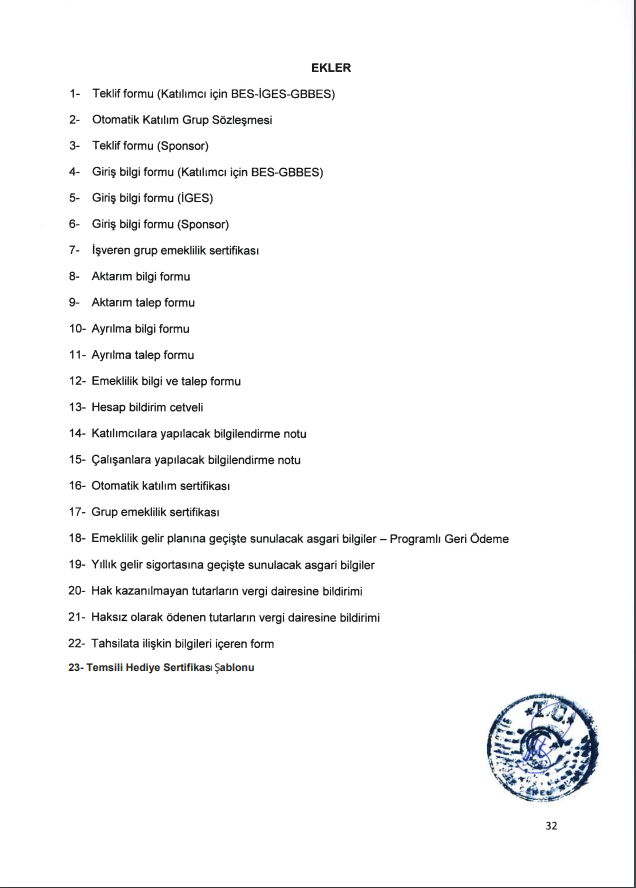 EKLER
1- Teklif formu (Katılımcı için BES-İGES-GBBES)
2- Otomatik Katılım Grup Sözleşmesi
3- Teklif formu (Sponsor)
4- Giriş bilgi formu (Katılımcı için BES-GBBES)
5- Giriş bilgi formu (İGES)
6- Giriş bilgi formu (Sponsor)
7- İşveren grup emeklilik sertifikası
8- Aktarım bilgi formu
9- Aktarım talep formu
10- Ayrılma bilgi formu
11- Ayrılma talep formu
12- Emeklilik bilgi ve talep formu
13- Hesap bildirim cetveli
14- Katılımcılara yapılacak bilgilendirme notu
15- Çalışanlara yapılacak bilgilendirme notu
16- Otomatik katılım sertifikası
17- Grup emeklilik sertifikası
18- Emeklilik gelir planına geçişte sunulacak asgari bilgiler – Programlı Geri Ödeme
19- Yıllık gelir sigortasına geçişte sunulacak asgari bilgiler
20- Hak kazanılmayan tutarların vergi dairesine bildirimi
21- Haksız olarak ödenen tutarların vergi dairesine bildirimi
22- Tahsilata ilişkin bilgileri içeren form
23- Temsili Hediye Sertifikası Şablonu
T.C.
32